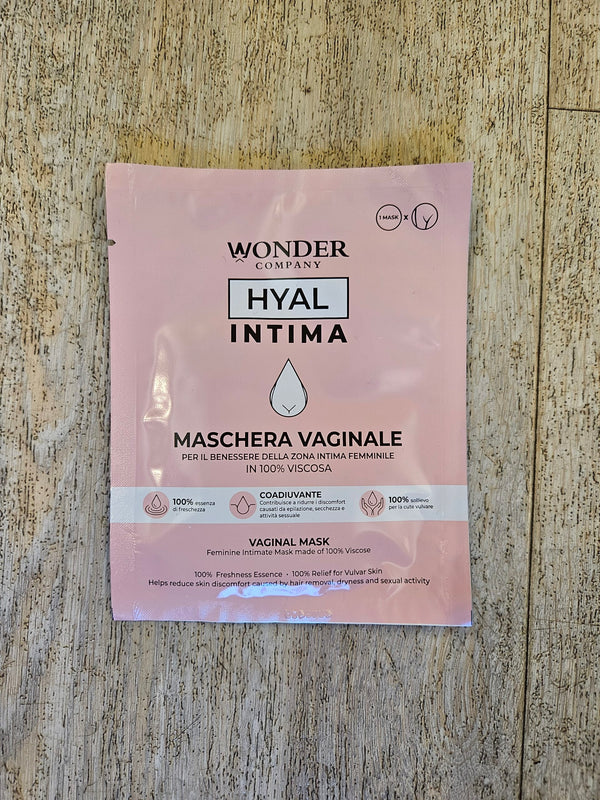 1 MASK x
WONDER
COMPANY
HYAL
INTIMA
MASCHERA VAGINALE
PER IL BENESSERE DELLA ZONA INTIMA FEMMINILE
IN 100% VISCOSA
100% essenza
di freschezza
COADIUVANTE
Contribuisce a ridurre i discomfort
causati da epilazione, secchezza e
attività sessuale
100% sollievo
per la cute vulvare
VAGINAL MASK
Feminine Intimate Mask made of 100% Viscose
100% Freshness Essence • 100% Relief for Vulvar Skin
Helps reduce skin discomfort caused by hair removal, dryness and sexual activity